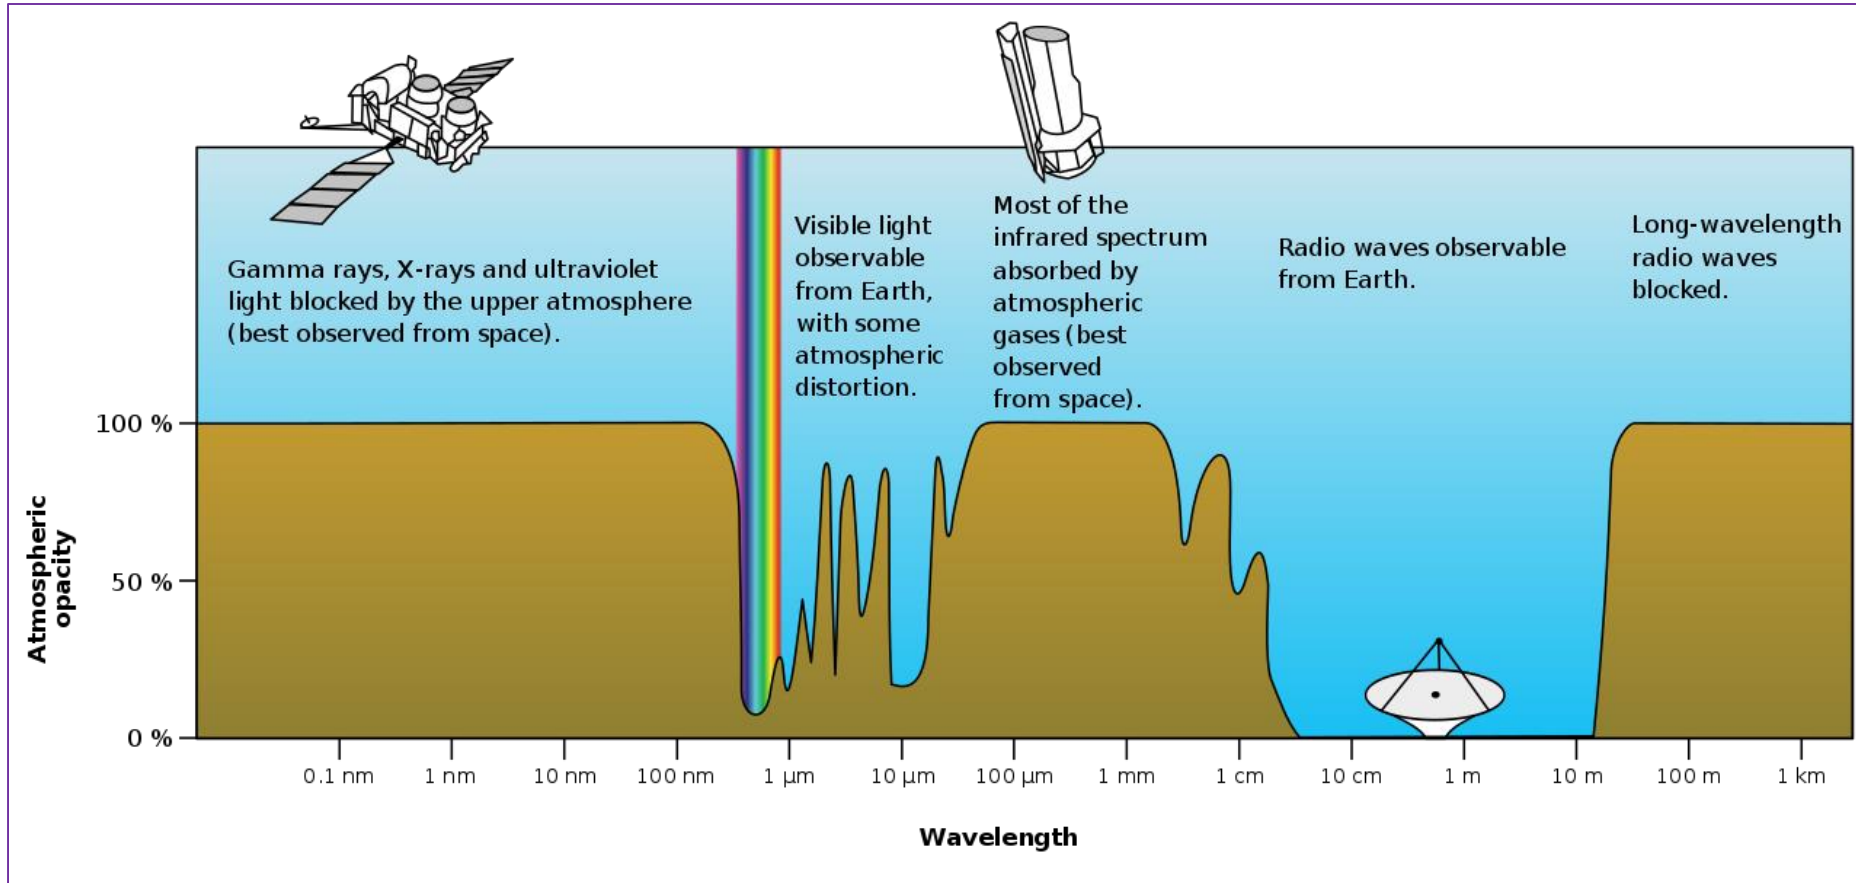 Gamma rays, X-rays and ultraviolet
light blocked by the upper atmosphere
(best observed from space).
Visible light
observable
from Earth,
with some
atmospheric
distortion.
Most of the
infrared spectrum
absorbed by
atmospheric
gases (best
observed
from space).
Radio waves observable
from Earth.
Long-wavelength
radio waves
blocked.
Atmospheric
opacity
100 %
50 %
0 %
0.1 nm 1 nm 10 nm 100 nm 1 μm 10 μm 100 μm 1 mm 1 cm 10 cm 1 m 10 m 100 m 1 km
Wavelength